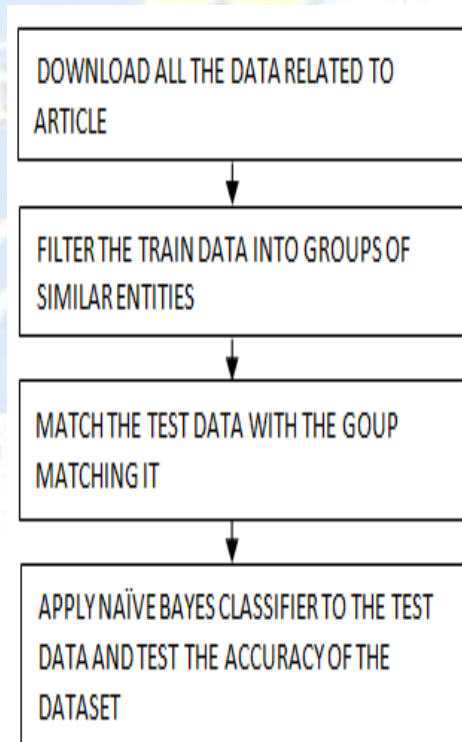 DOWNLOAD ALL THE DATA RELATED TO
ARTICLE
FILTER THE TRAIN DATA INTO GROUPS OF
SIMILAR ENTITIES
MATCH THE TEST DATA WITH THE GOUP
MATCHING IT
APPLY NAÏVE BAYES CLASSIFIER TO THE TEST
DATA AND TEST THE ACCURACY OF THE
DATASET